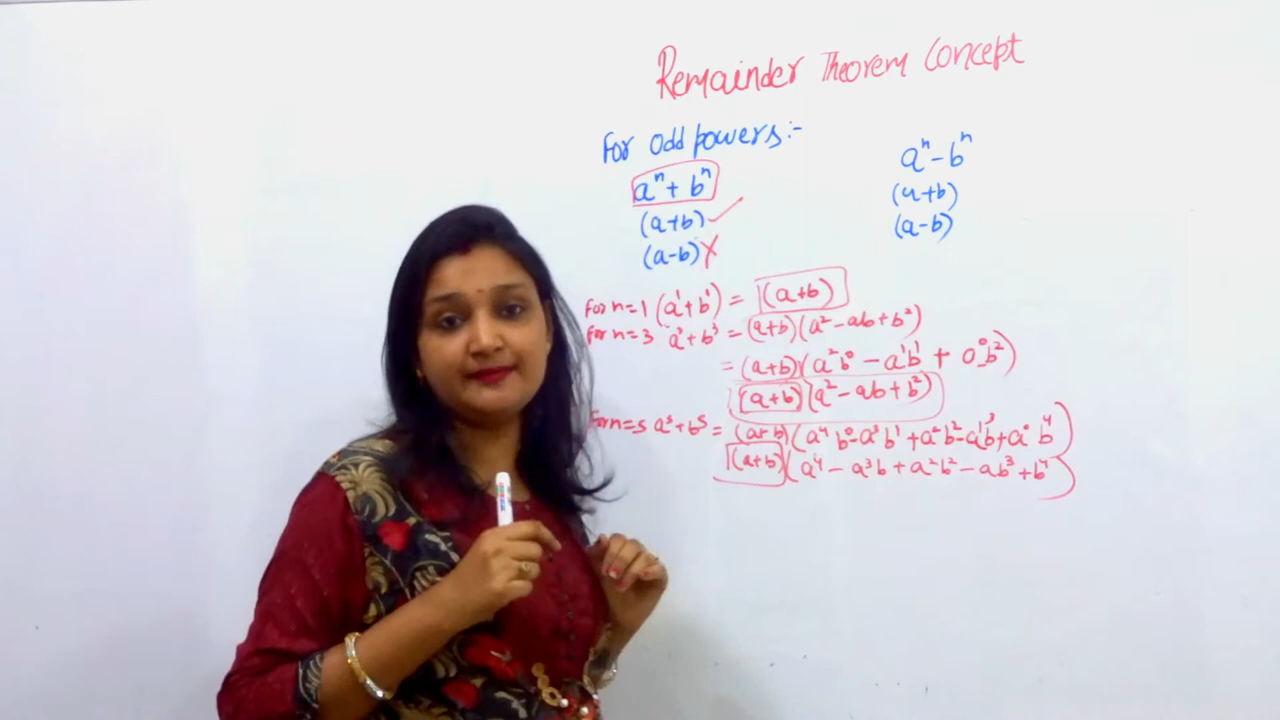 Remainder Theorem Concept
For odd powers:-
aⁿ + bⁿ
(a+b) ✓
(a-b) ✗
aⁿ - bⁿ
(a+b)
(a-b)
For n=1 (a¹+b¹) = (a+b)
For n=3 a³+b³ = (a+b)(a²-ab+b²)
= (a+b)(a²b⁰ - a¹b¹ + a⁰b²)
(a+b)(a²-ab+b²)
For n=5 a⁵+b⁵ = (a+b)(a⁴b⁰-a³b¹+a²b²-a¹b³+a⁰b⁴)
(a+b)(a⁴-a³b+a²b²-ab³+b⁴)